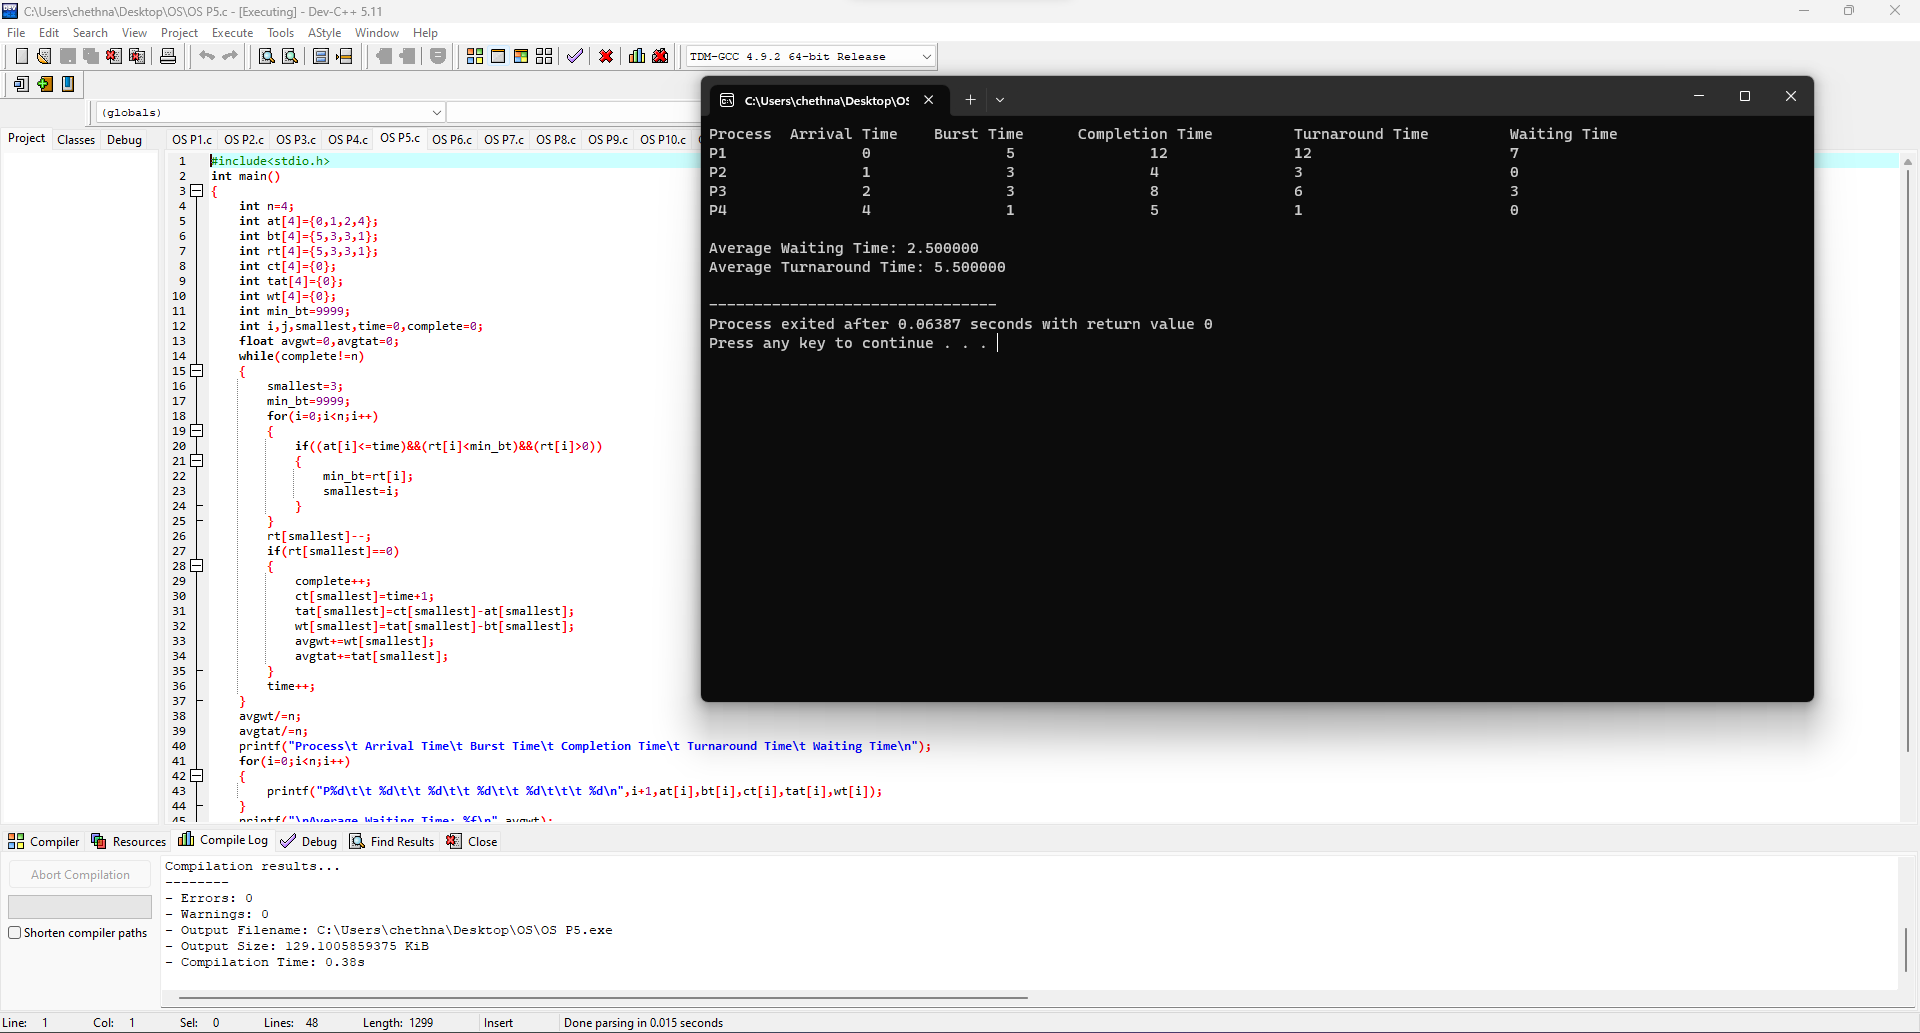 C:\Users\chethna\Desktop\OS\OS P5.c - [Executing] - Dev-C++ 5.11
File Edit Search View Project Execute Tools AStyle Window Help
TDM-GCC 4.9.2 64-bit Release
(globals)
Project Classes Debug
OS P1.c OS P2.c OS P3.c OS P4.c OS P5.c OS P6.c OS P7.c OS P8.c OS P9.c OS P10.c
1 #include<stdio.h>
2 int main()
3 {
4 int n=4;
5 int at[4]={0,1,2,4};
6 int bt[4]={5,3,3,1};
7 int rt[4]={5,3,3,1};
8 int ct[4]={0};
9 int tat[4]={0};
10 int wt[4]={0};
11 int min_bt=9999;
12 int i,j,smallest,time=0,complete=0;
13 float avgwt=0,avgtat=0;
14 while(complete!=n)
15 {
16 smallest=3;
17 min_bt=9999;
18 for(i=0;i<n;i++)
19 {
20 if((at[i]<=time)&&(rt[i]<min_bt)&&(rt[i]>0))
21 {
22 min_bt=rt[i];
23 smallest=i;
24 }
25 }
26 rt[smallest]--;
27 if(rt[smallest]==0)
28 {
29 complete++;
30 ct[smallest]=time+1;
31 tat[smallest]=ct[smallest]-at[smallest];
32 wt[smallest]=tat[smallest]-bt[smallest];
33 avgwt+=wt[smallest];
34 avgtat+=tat[smallest];
35 }
36 time++;
37 }
38 avgwt/=n;
39 avgtat/=n;
40 printf("Process\t Arrival Time\t Burst Time\t Completion Time\t Turnaround Time\t Waiting Time\n");
41 for(i=0;i<n;i++)
42 {
43 printf("P%d\t\t %d\t\t %d\t\t %d\t\t %d\t\t\t %d\n",i+1,at[i],bt[i],ct[i],tat[i],wt[i]);
44 }
45 printf("\nAverage Waiting Time: %f\n",avgwt);
C:\Users\chethna\Desktop\OS
Process Arrival Time Burst Time Completion Time Turnaround Time Waiting Time
P1 0 5 12 12 7
P2 1 3 4 3 0
P3 2 3 8 6 3
P4 4 1 5 1 0
Average Waiting Time: 2.500000
Average Turnaround Time: 5.500000
--------------------------------
Process exited after 0.06387 seconds with return value 0
Press any key to continue . . .
Compiler Resources Compile Log Debug Find Results Close
Abort Compilation
Shorten compiler paths
Compilation results...
--------
- Errors: 0
- Warnings: 0
- Output Filename: C:\Users\chethna\Desktop\OS\OS P5.exe
- Output Size: 129.1005859375 KiB
- Compilation Time: 0.38s
Line: 1 Col: 1 Sel: 0 Lines: 48 Length: 1299 Insert Done parsing in 0.015 seconds